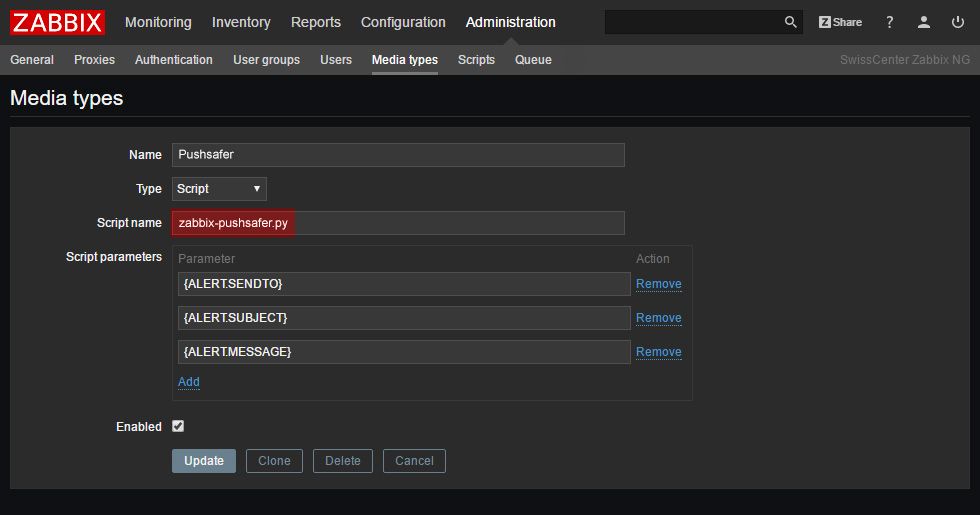 ZABBIX Monitoring Inventory Reports Configuration Administration Z Share ?
General Proxies Authentication User groups Users Media types Scripts Queue SwissCenter Zabbix NG
Media types
Name Pushsafer
Type Script
Script name zabbix-pushsafer.py
Script parameters Parameter Action
{ALERT.SENDTO} Remove
{ALERT.SUBJECT} Remove
{ALERT.MESSAGE} Remove
Add
Enabled
Update Clone Delete Cancel